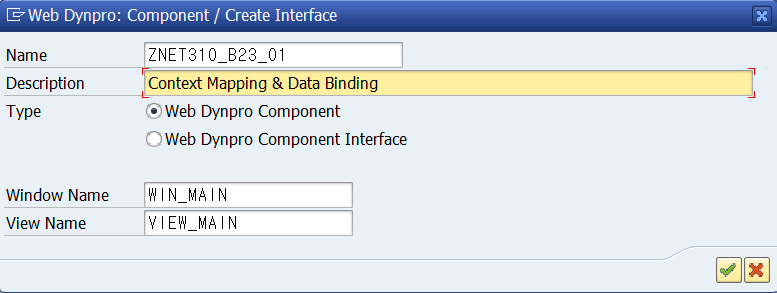 Web Dynpro: Component / Create Interface
Name ZNET310_B23_01
Description Context Mapping & Data Binding
Type Web Dynpro Component
Web Dynpro Component Interface
Window Name WIN_MAIN
View Name VIEW_MAIN